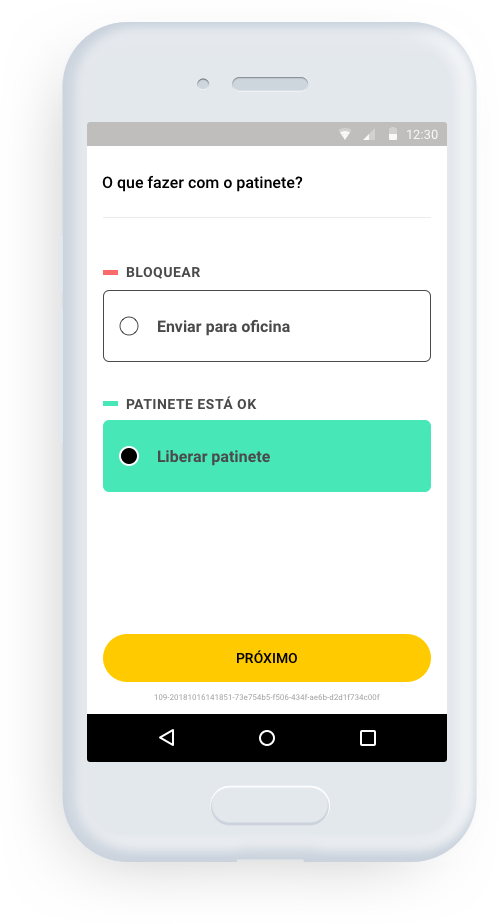 12:30
O que fazer com o patinete?
BLOQUEAR
Enviar para oficina
PATINETE ESTÁ OK
Liberar patinete
PRÓXIMO
109-20181016141851-73e754b5-f506-434f-ae6b-d2d1f734c00f